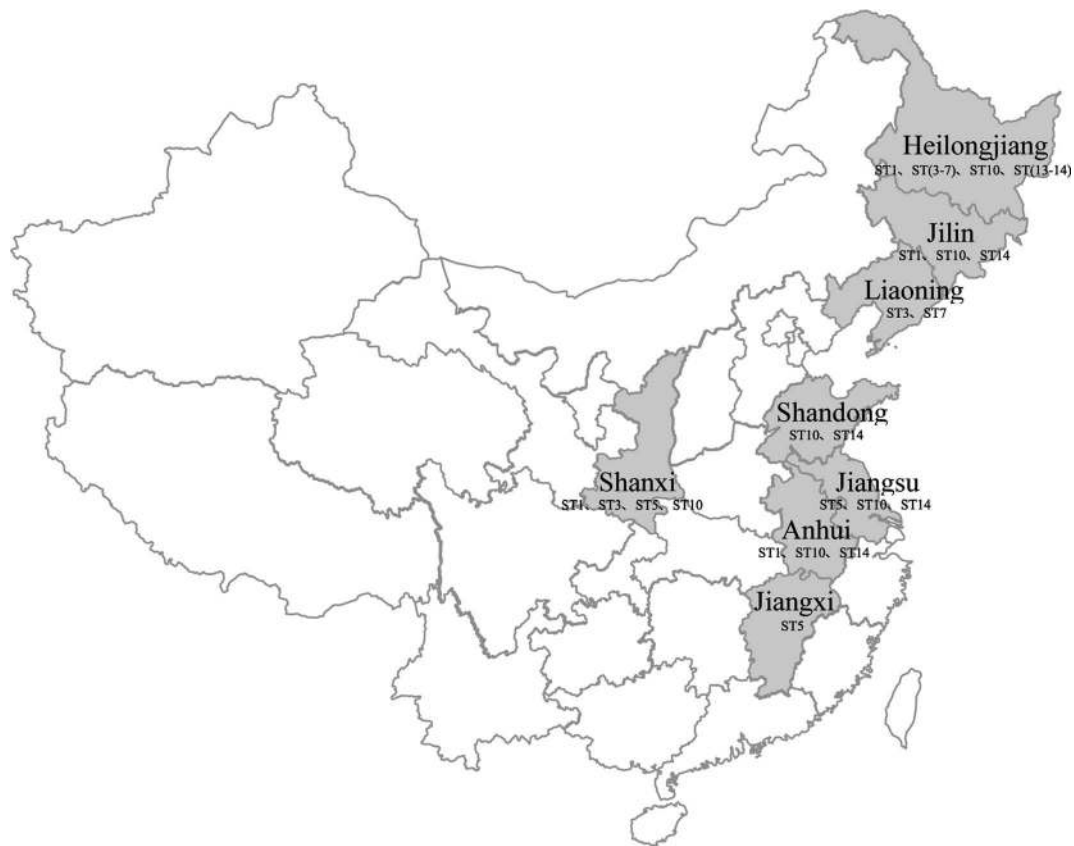 Heilongjiang
ST1、ST(3-7)、ST10、ST(13-14)
Jilin
ST1、ST10、ST14
Liaoning
ST3、ST7
Shandong
ST10、ST14
Shanxi
ST1、ST3、ST5、ST10
Jiangsu
ST5、ST10、ST14
Anhui
ST1、ST10、ST14
Jiangxi
ST5